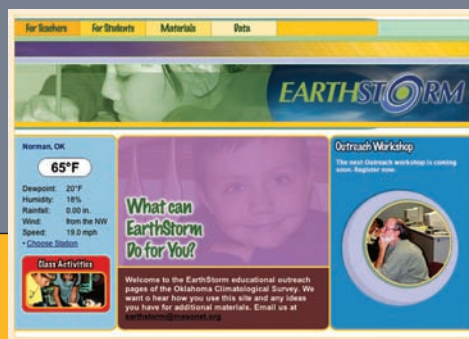 For Teachers For Students Materials Data
EARTHSTORM
Norman, OK
65°F
Dewpoint: 20°F
Humidity: 18%
Rainfall: 0.00 in.
Wind: from the NW
Speed: 19.0 mph
• Choose Station
Class Activities
What can
EarthStorm
Do for You?
Welcome to the EarthStorm educational outreach
pages of the Oklahoma Climatological Survey. We
want o hear how you use this site and any ideas
you have for additional materials. Email us at
earthstorm@mesonet.org
Outreach Workshop
The next Outreach workshop is coming
soon. Register now.